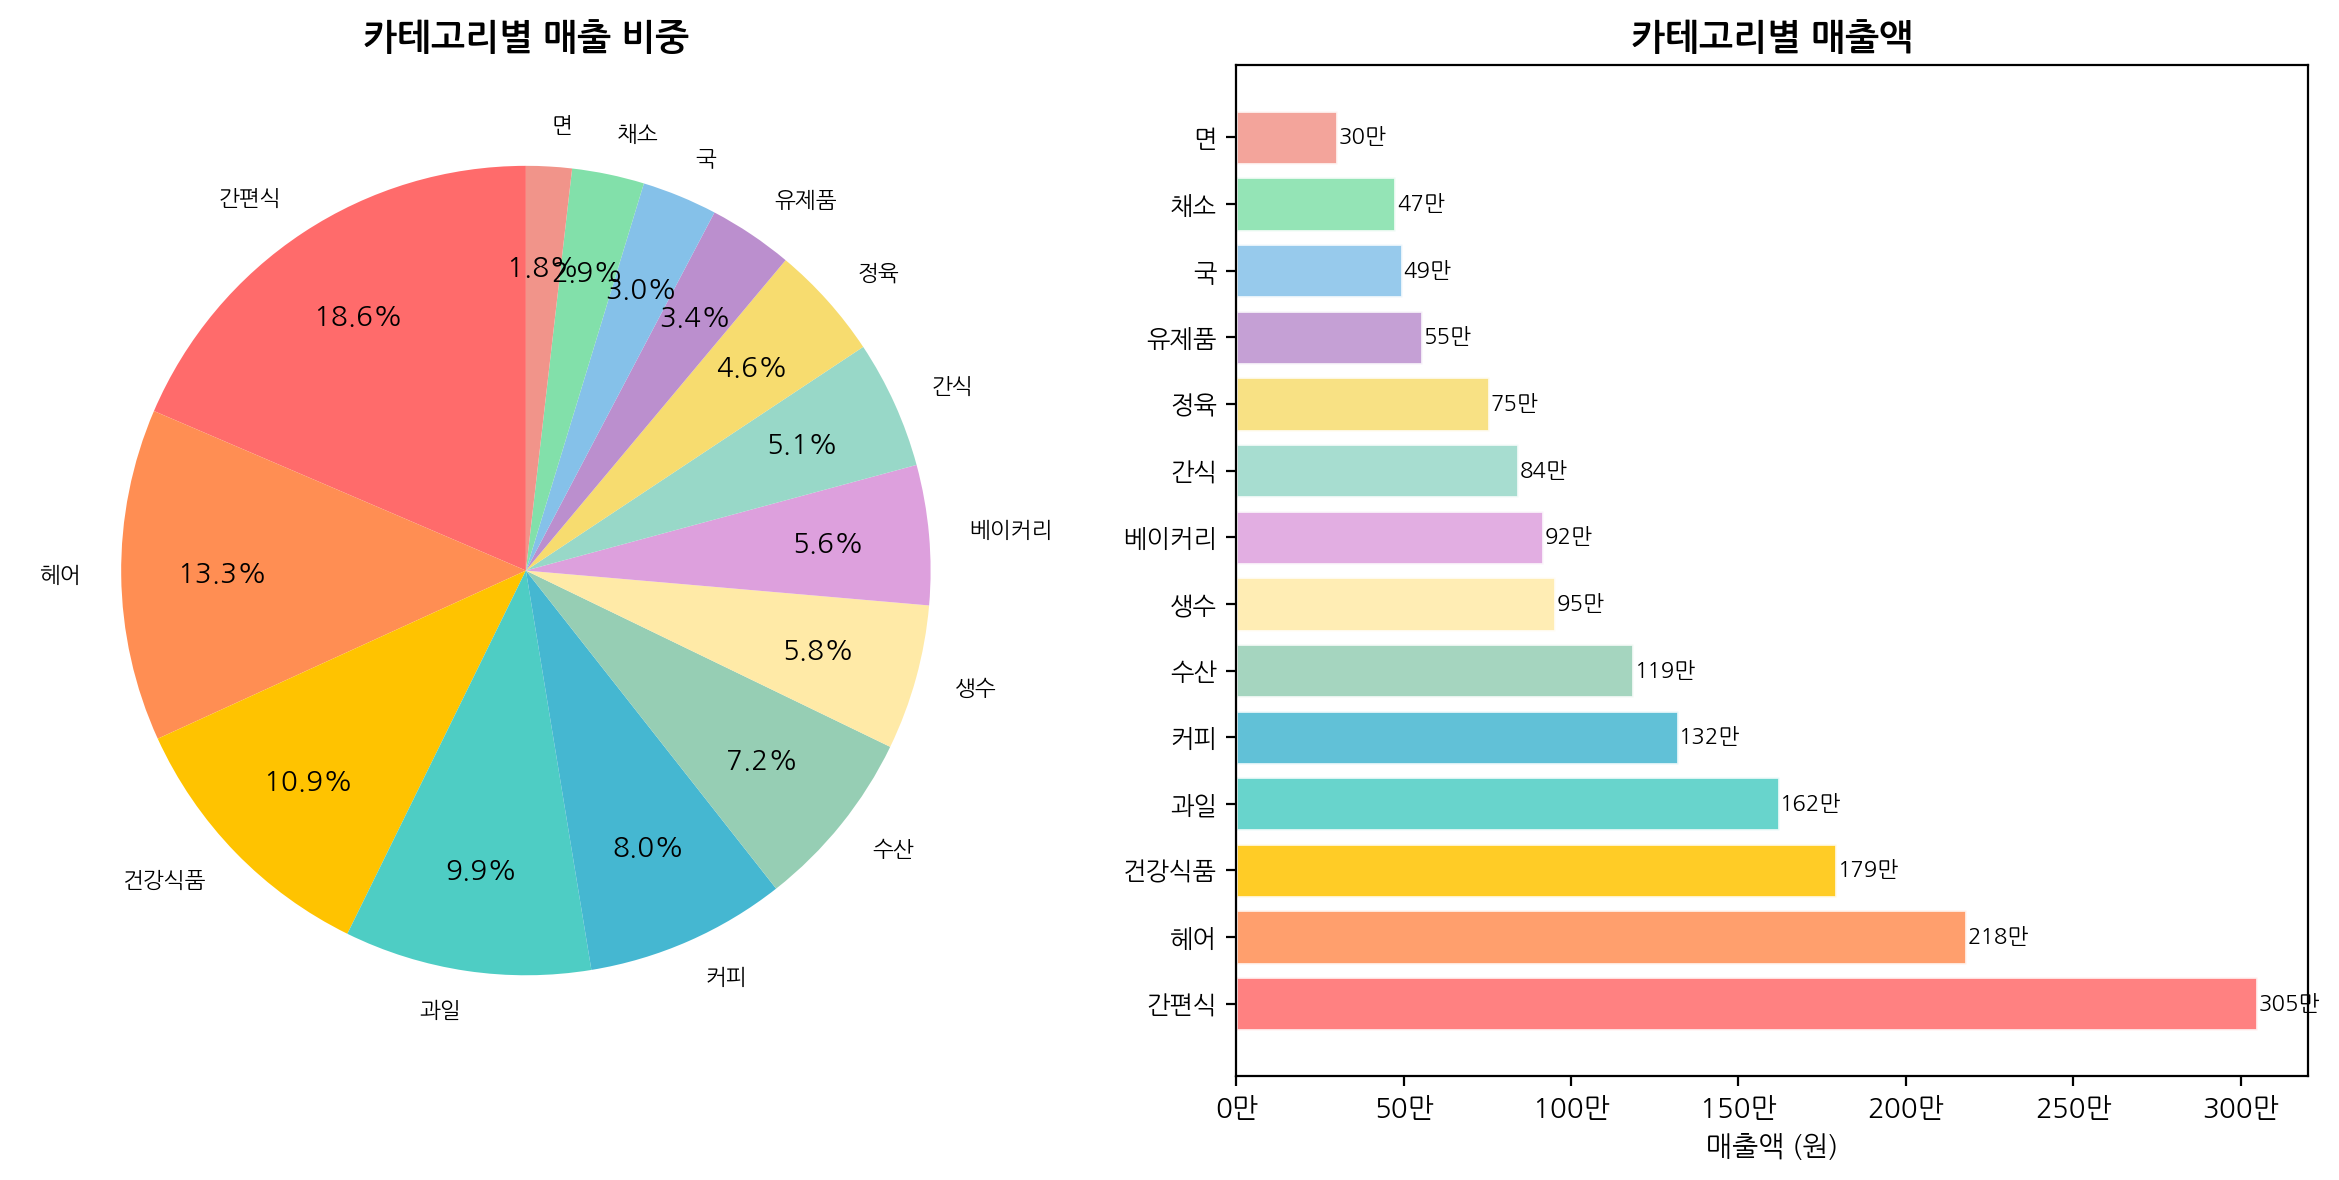 카테고리별 매출 비중
면
채소
국
유제품
정육
간식
베이커리
생수
수산
커피
과일
건강식품
헤어
간편식
1.8%
2.9%
3.0%
3.4%
4.6%
5.1%
5.6%
5.8%
7.2%
8.0%
9.9%
10.9%
13.3%
18.6%
카테고리별 매출액
면 30만
채소 47만
국 49만
유제품 55만
정육 75만
간식 84만
베이커리 92만
생수 95만
수산 119만
커피 132만
과일 162만
건강식품 179만
헤어 218만
간편식 305만
0만 50만 100만 150만 200만 250만 300만
매출액 (원)